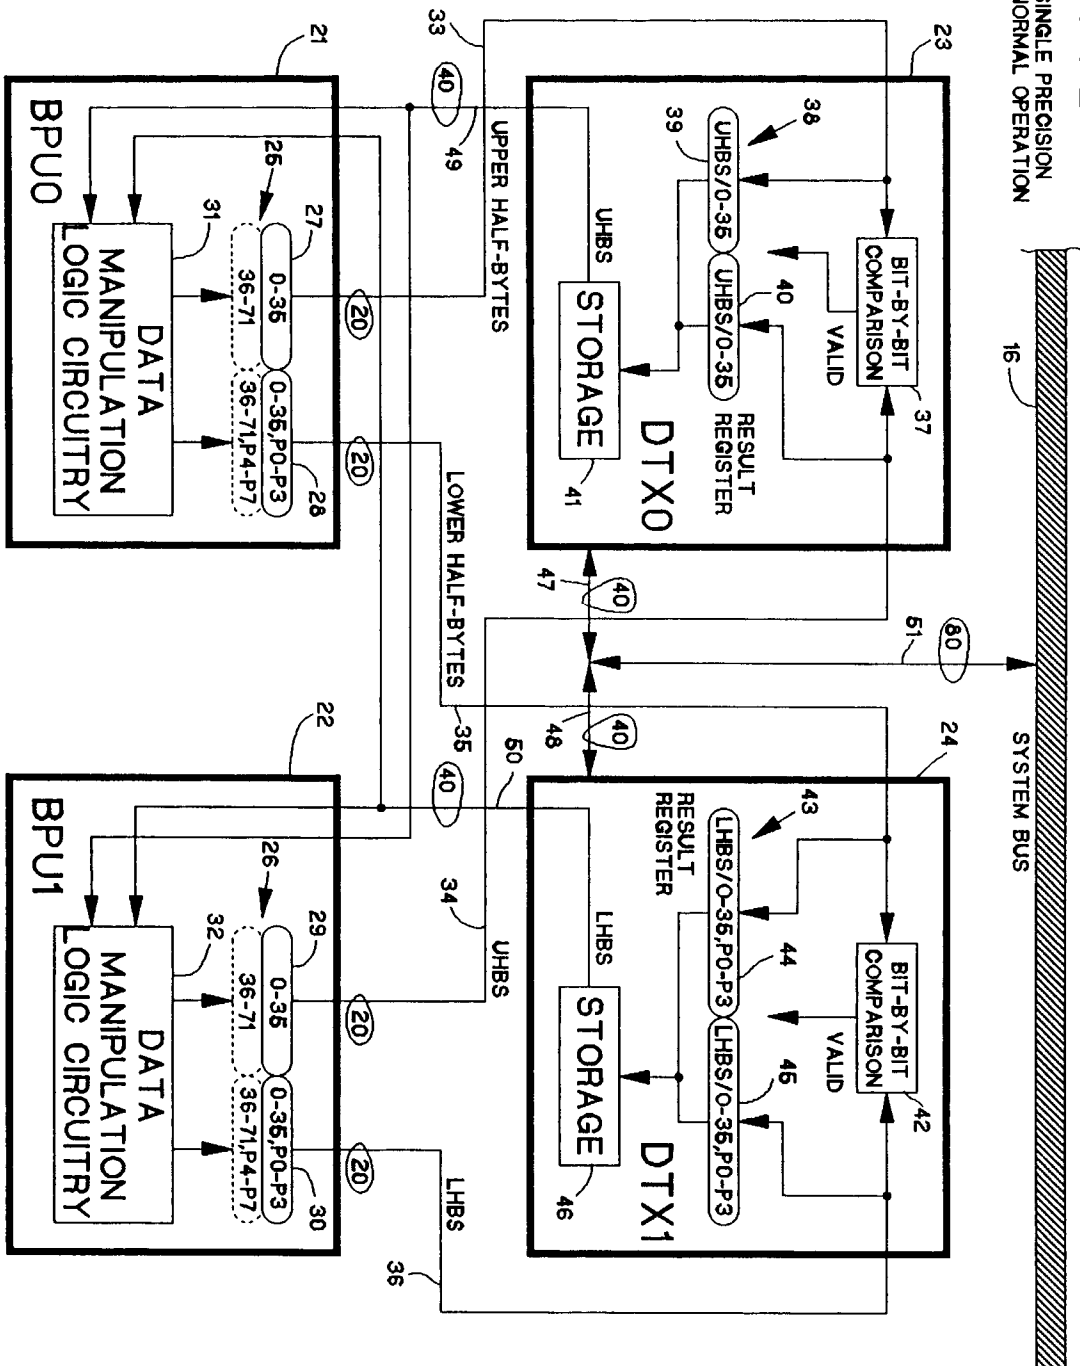 SINGLE PRECISION
NORMAL OPERATION
SYSTEM BUS
16
80
51
23
24
BIT-BY-BIT
COMPARISON
37
VALID
BIT-BY-BIT
COMPARISON
42
VALID
38
39
40
UHBS/0-35
UHBS/0-35
RESULT
REGISTER
43
44
45
LHBS/0-35,P0-P3
LHBS/0-35,P0-P3
RESULT
REGISTER
UHBS
STORAGE
41
DTX0
LHBS
STORAGE
46
DTX1
40
47
40
48
33
UPPER HALF-BYTES
40
49
LOWER HALF-BYTES
35
50
40
34
UHBS
LHBS
36
20
20
20
20
21
22
25
27
28
0-35
0-35,P0-P3
36-71
36-71,P4-P7
31
DATA
MANIPULATION
LOGIC CIRCUITRY
BPU0
26
29
30
0-35
0-35,P0-P3
36-71
36-71,P4-P7
32
DATA
MANIPULATION
LOGIC CIRCUITRY
BPU1